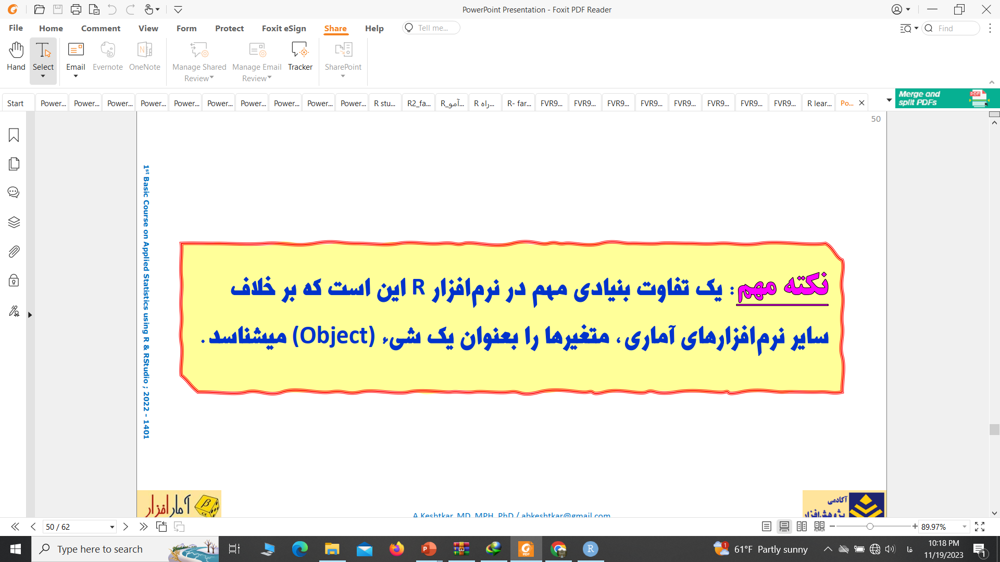 PowerPoint Presentation - Foxit PDF Reader
File Home Comment View Form Protect Foxit eSign Share Help Tell me... Find
Hand Select Email Evernote OneNote Manage Shared Review Manage Email Review Tracker SharePoint
Start Power... Power... Power... Power... Power... Power... Power... Power... Power... Power... R stu... R2_fa... R_آمو... R راه... R- far... FVR9... FVR9... FVR9... FVR9... FVR9... FVR9... FVR9... FVR9... R lear... Po...
Merge and
split PDFs
PDF
50
1st Basic Course on Applied Statistics using R & RStudio ; 2022 - 1401
نکته مهم: یک تفاوت بنیادی مهم در نرم‌افزار R این است که بر خلاف
سایر نرم‌افزارهای آماری، متغیرها را بعنوان یک شیء (Object) میشناسد.
آمارافزار
β
A.Keshtkar, MD, MPH, PhD / abkeshtkar@gmail.com
آکادمی
پژوهش‌افزار
50 / 62
89.97%
Type here to search
1
61°F Partly sunny
فا
10:18 PM
11/19/2023
1